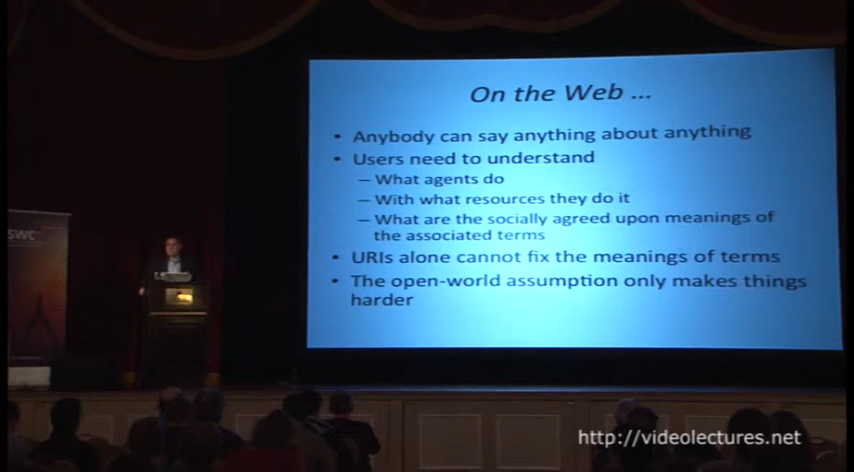 On the Web ...
• Anybody can say anything about anything
• Users need to understand
– What agents do
– With what resources they do it
– What are the socially agreed upon meanings of
the associated terms
• URIs alone cannot fix the meanings of terms
• The open-world assumption only makes things
harder
SWC
http://videolectures.net